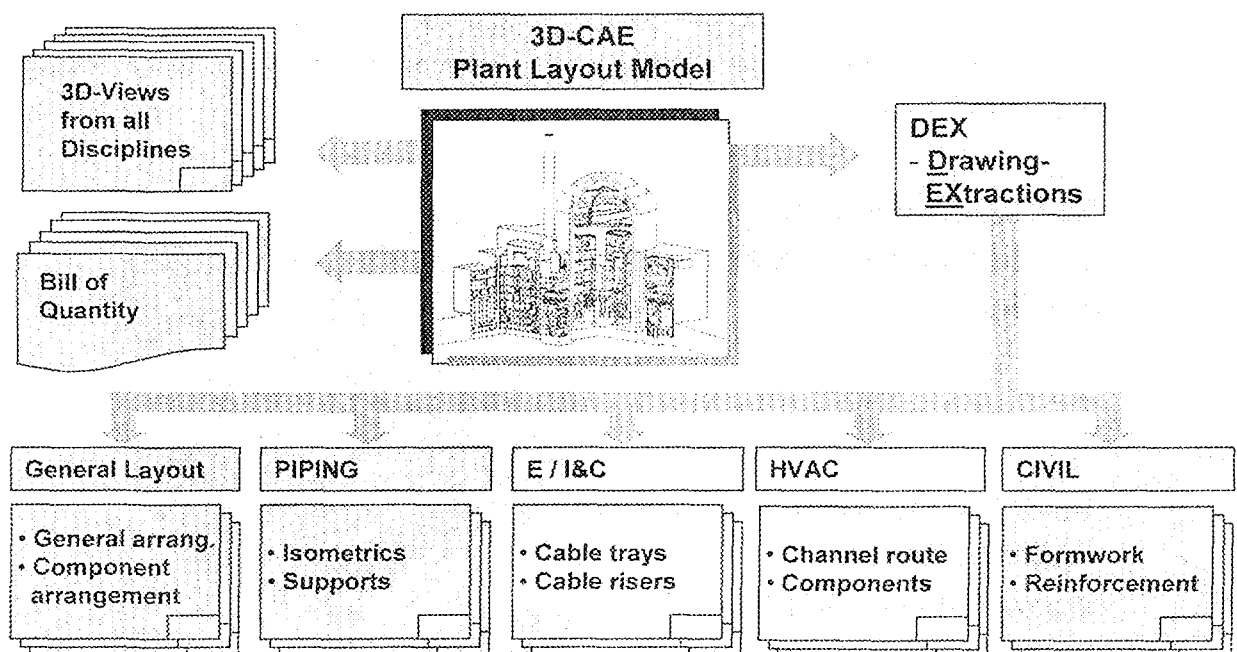 3D-CAE
Plant Layout Model
3D-Views
from all
Disciplines
DEX
- Drawing-
EXtractions
Bill of
Quantity
General Layout
PIPING
E / I&C
HVAC
CIVIL
• General arrang.
• Component
arrangement
• Isometrics
• Supports
• Cable trays
• Cable risers
• Channel route
• Components
• Formwork
• Reinforcement